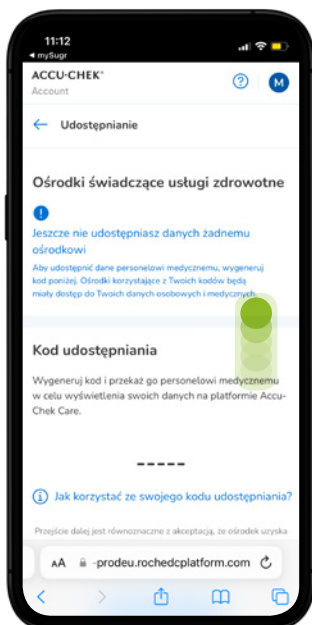 11:12
◀ mySugr
ACCU-CHEK®
Account
? M
← Udostępnianie
Ośrodki świadczące usługi zdrowotne
Jeszcze nie udostępniasz danych żadnemu
ośrodkowi
Aby udostępnić dane personelowi medycznemu, wygeneruj
kod poniżej. Ośrodki korzystające z Twoich kodów będą
miały dostęp do Twoich danych osobowych i medycznych.
Kod udostępniania
Wygeneruj kod i przekaż go personelowi medycznemu
w celu wyświetlenia swoich danych na platformie Accu-
Chek Care.
-----
Jak korzystać ze swojego kodu udostępniania?
Przejście dalej jest równoznaczne z akceptacją, że ośrodek uzyska
AA -prodeu.rochedcplatform.com